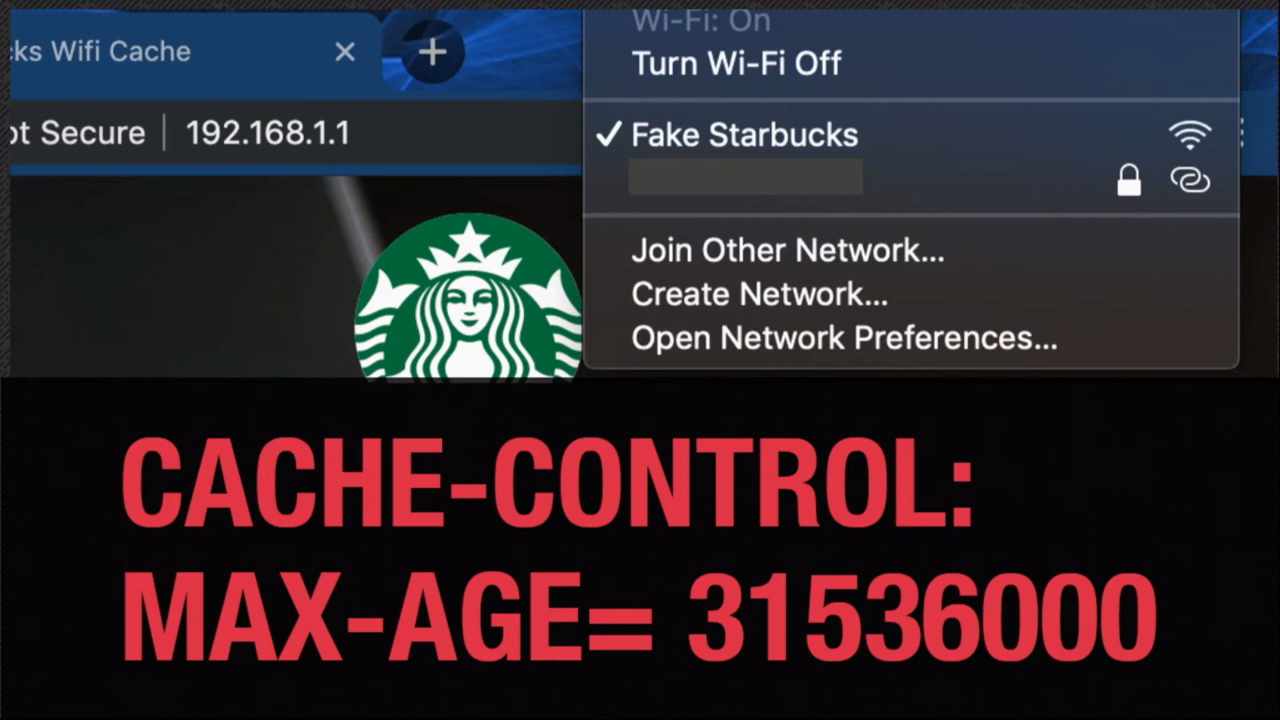 cks Wifi Cache
ot Secure | 192.168.1.1
Wi-Fi: On
Turn Wi-Fi Off
✓ Fake Starbucks
Join Other Network...
Create Network...
Open Network Preferences...
CACHE-CONTROL:
MAX-AGE= 31536000